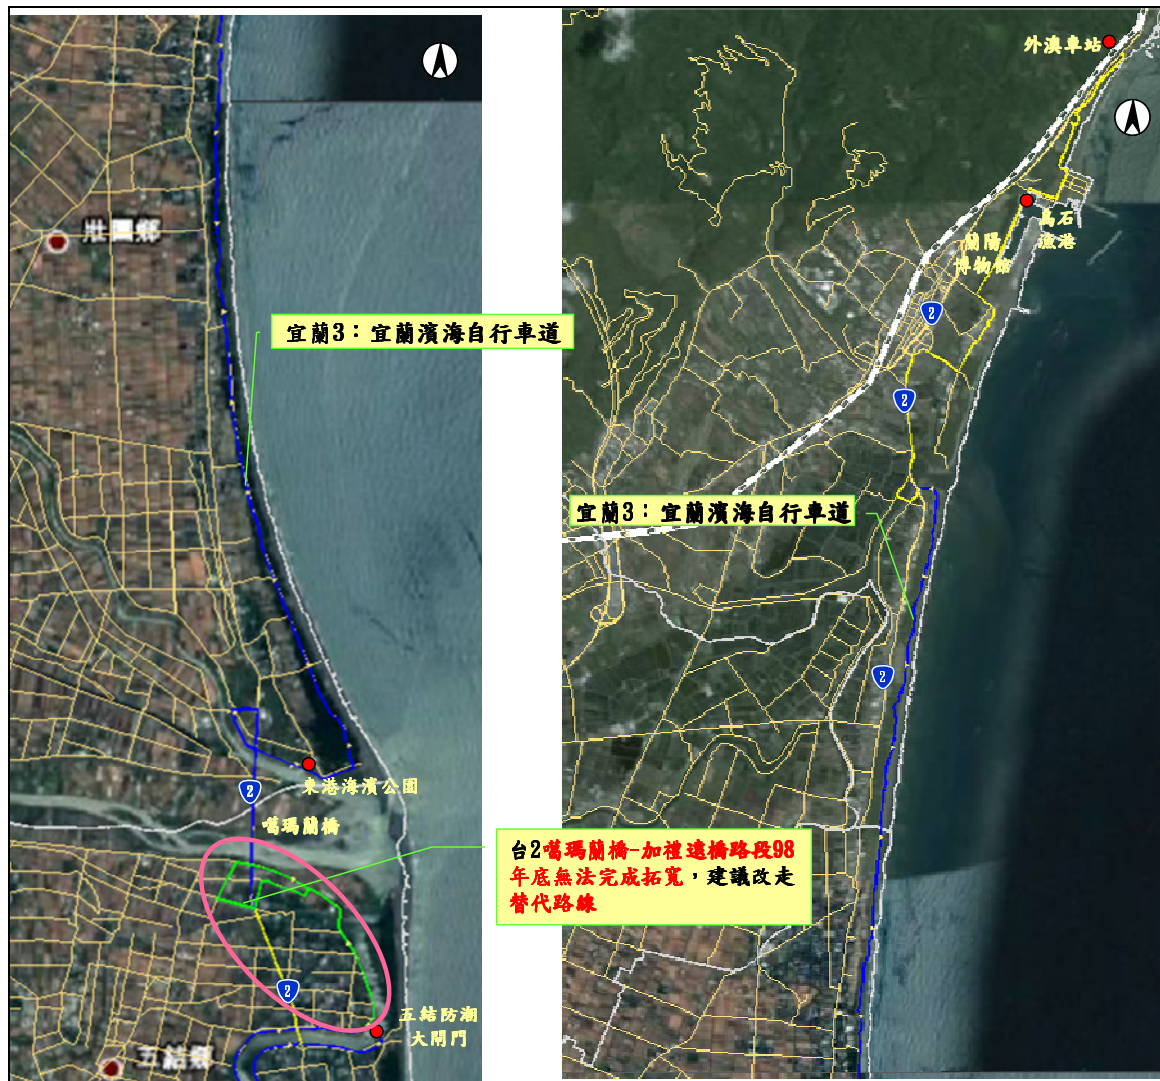 壯圍鄉
宜蘭3：宜蘭濱海自行車道
東港海濱公園
2
噶瑪蘭橋
2
五結防潮
大閘門
五結鄉
台2噶瑪蘭橋-加禮遠橋路段98
年底無法完成拓寬，建議改走
替代路線
外澳車站
烏石
漁港
蘭陽
博物館
2
2
宜蘭3：宜蘭濱海自行車道
2